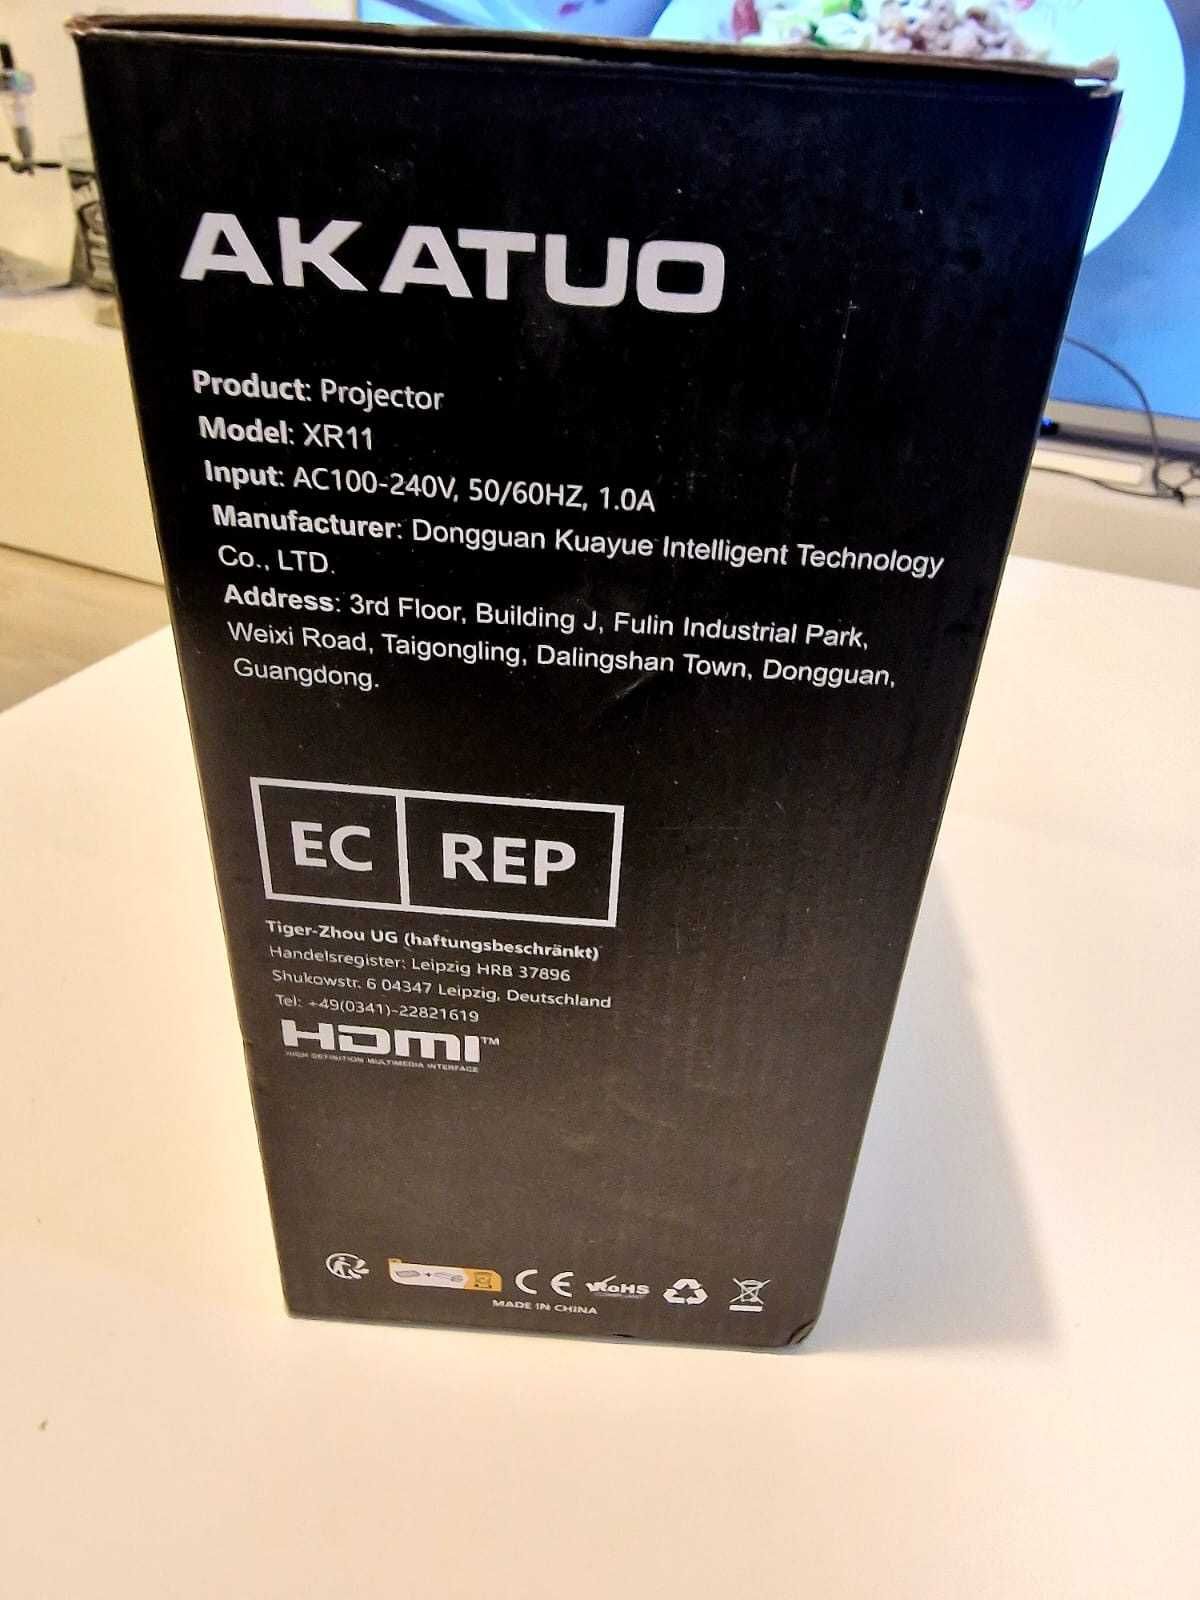 AKATUO
Product: Projector
Model: XR11
Input: AC100-240V, 50/60HZ, 1.0A
Manufacturer: Dongguan Kuayue Intelligent Technology
Co., LTD.
Address: 3rd Floor, Building J, Fulin Industrial Park,
Weixi Road, Taigongling, Dalingshan Town, Dongguan,
Guangdong.
EC REP
Tiger-Zhou UG (haftungsbeschränkt)
Handelsregister: Leipzig HRB 37896
Shukowstr. 6 04347 Leipzig, Deutschland
Tel: +49(0341)-22821619
HDMI™
HIGH DEFINITION MULTIMEDIA INTERFACE
CE RoHS
COMPLIANT
MADE IN CHINA